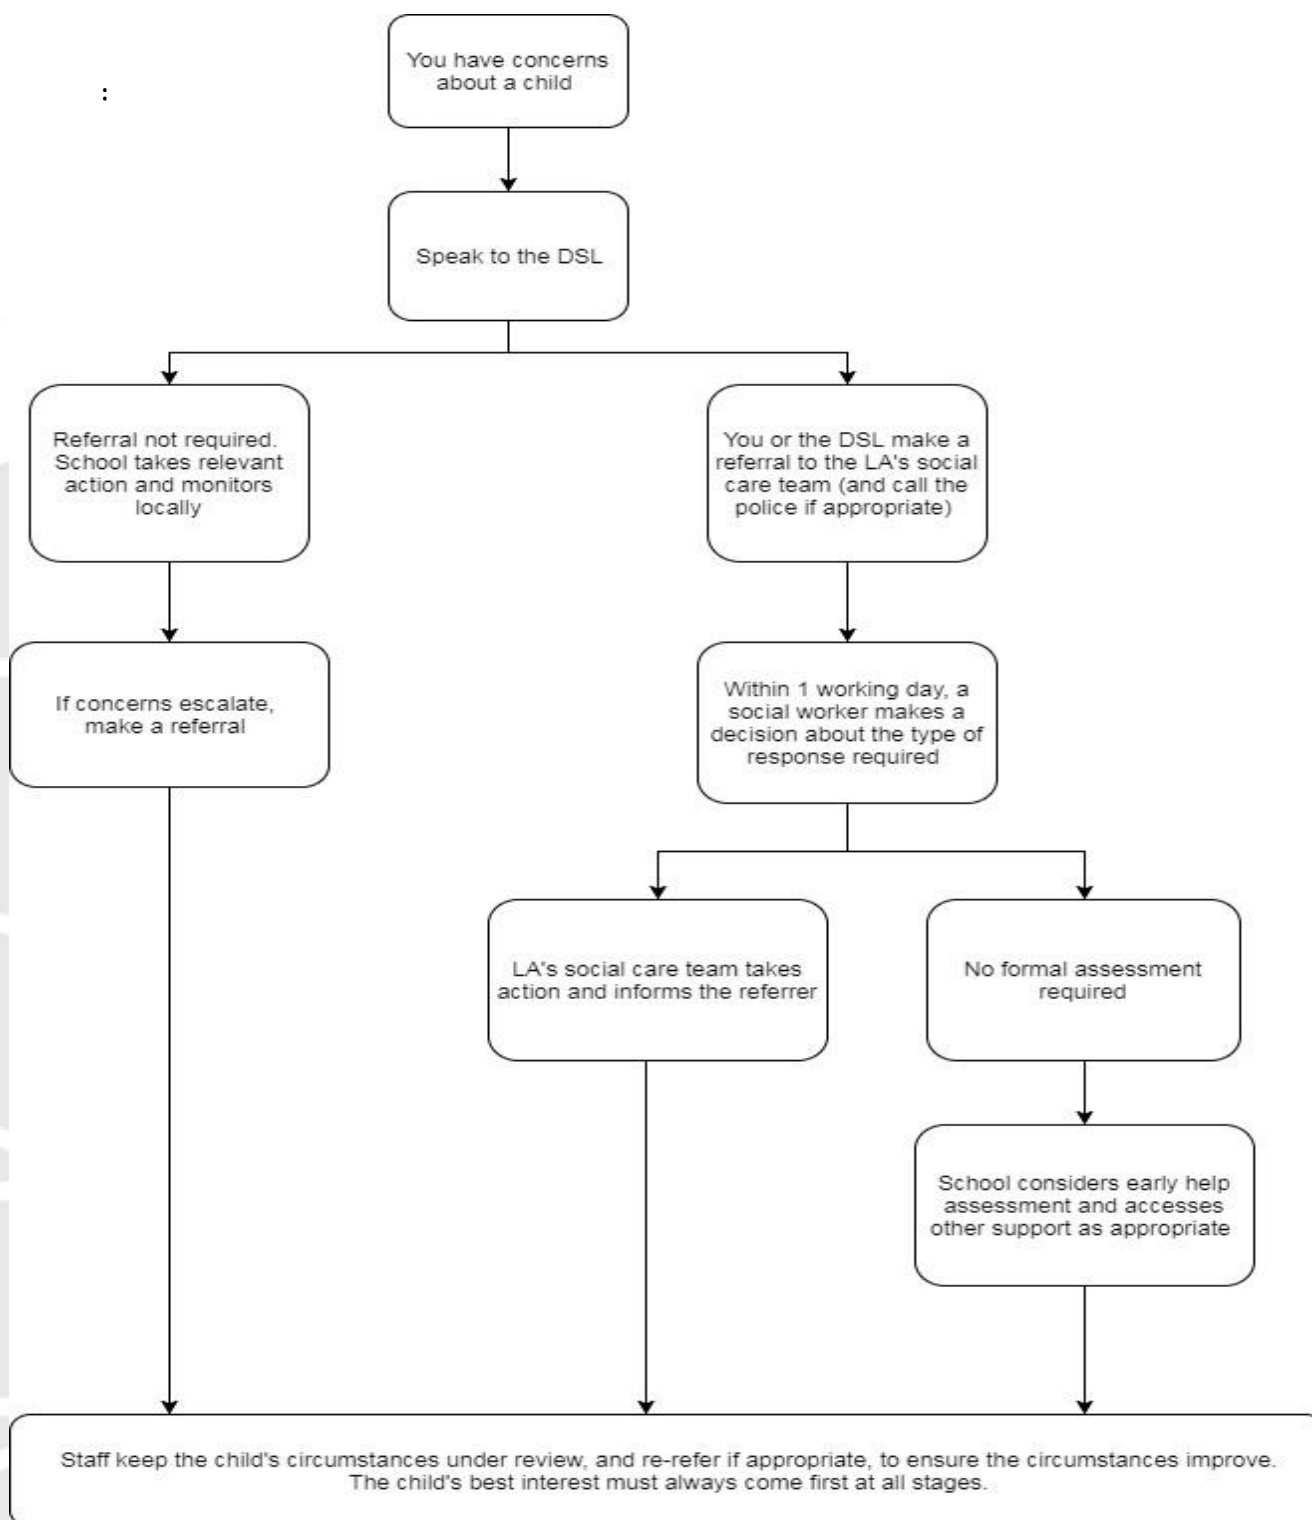 You have concerns
about a child
:
Speak to the DSL
Referral not required.
School takes relevant
action and monitors
locally
You or the DSL make a
referral to the LA's social
care team (and call the
police if appropriate)
If concerns escalate,
make a referral
Within 1 working day, a
social worker makes a
decision about the type of
response required
LA's social care team takes
action and informs the referrer
No formal assessment
required
School considers early help
assessment and accesses
other support as appropriate
Staff keep the child's circumstances under review, and re-refer if appropriate, to ensure the circumstances improve.
The child's best interest must always come first at all stages.